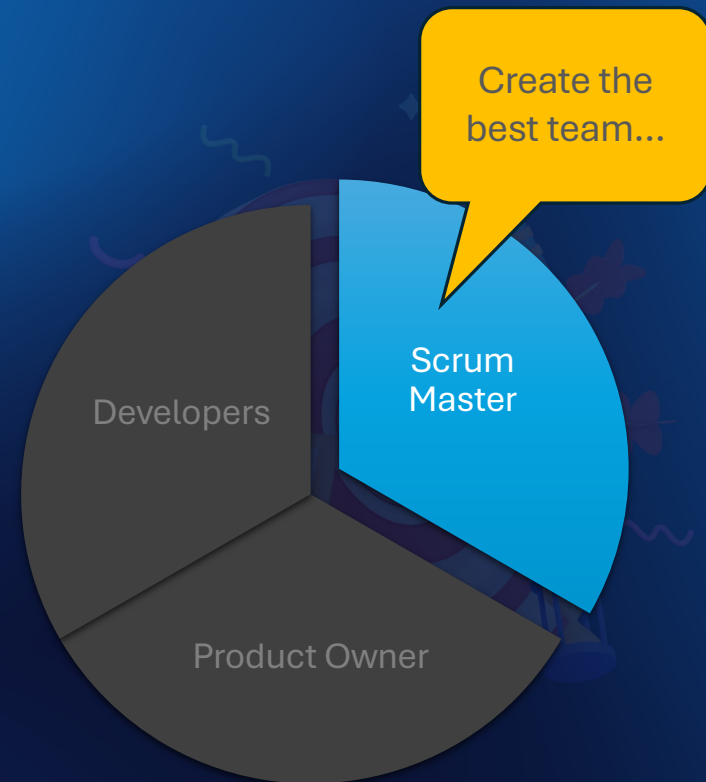 Create the
best team...
Scrum
Master
Developers
Product Owner